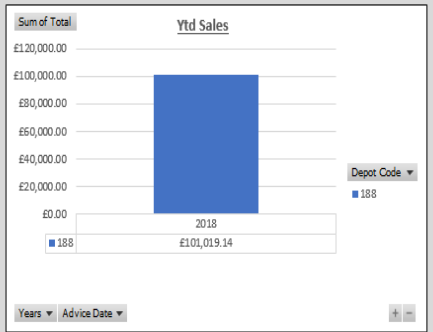 Sum of Total
Ytd Sales
£120,000.00
£100,000.00
£80,000.00
£60,000.00
£40,000.00
£20,000.00
£0.00
2018
188 £101,019.14
Depot Code
188
Years Advice Date
+ −